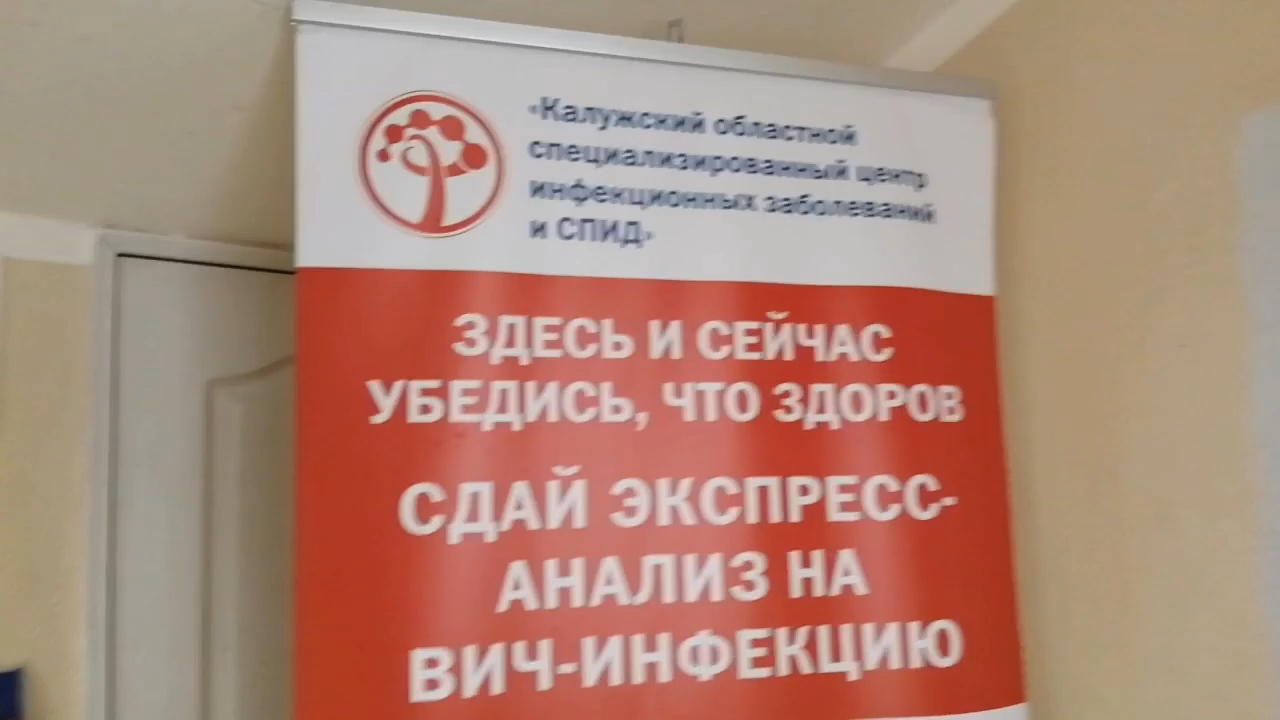 «Калужский областной
специализированный центр
инфекционных заболеваний
и СПИД»
ЗДЕСЬ И СЕЙЧАС
УБЕДИСЬ, ЧТО ЗДОРОВ
СДАЙ ЭКСПРЕСС-
АНАЛИЗ НА
ВИЧ-ИНФЕКЦИЮ